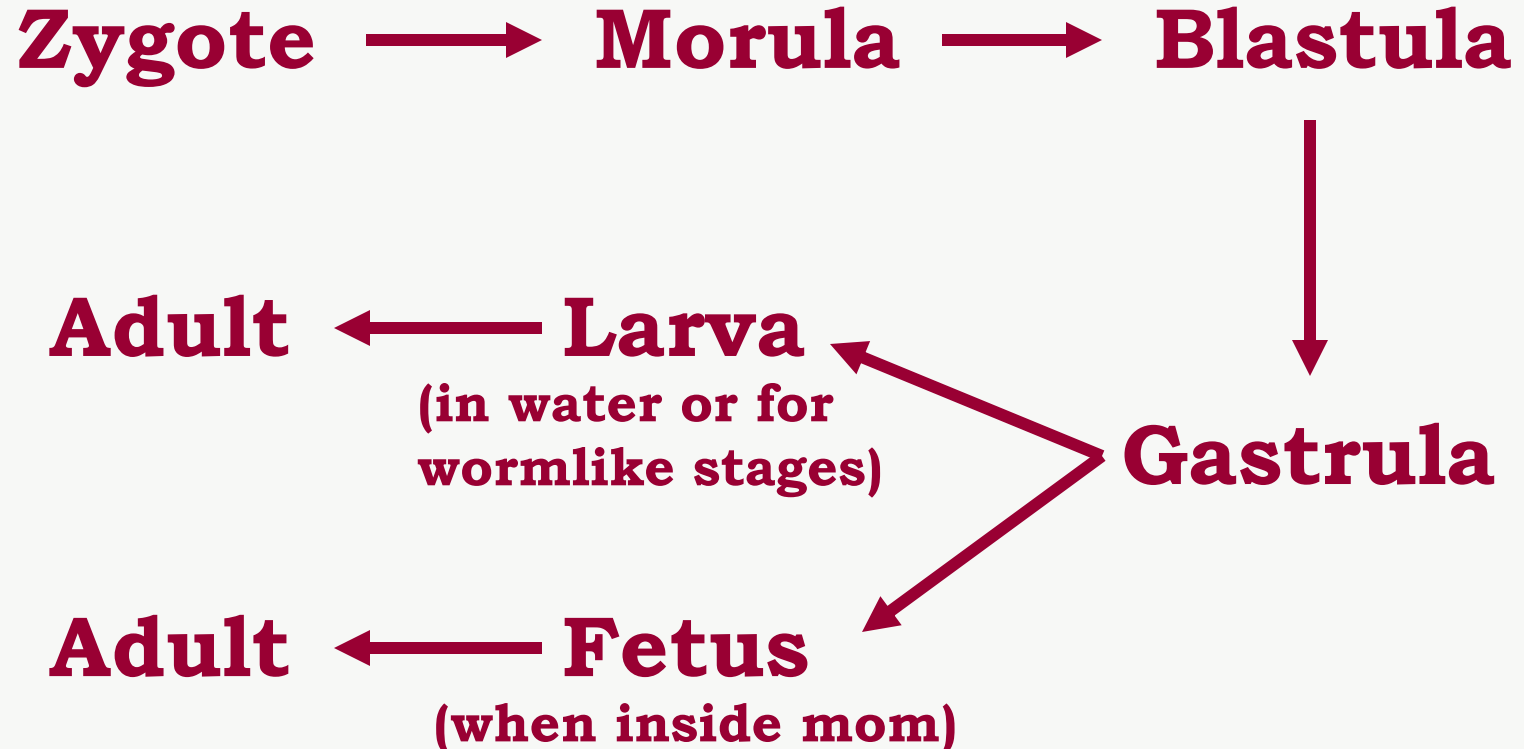 Zygote Morula Blastula
Adult Larva
(in water or for
wormlike stages)
Gastrula
Adult Fetus
(when inside mom)